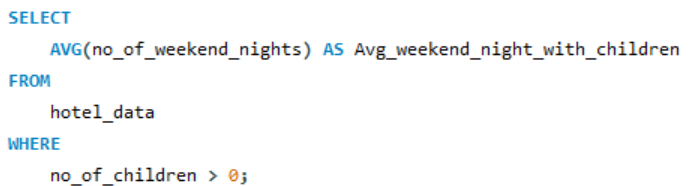 SELECT
AVG(no_of_weekend_nights) AS Avg_weekend_night_with_children
FROM
hotel_data
WHERE
no_of_children > 0;